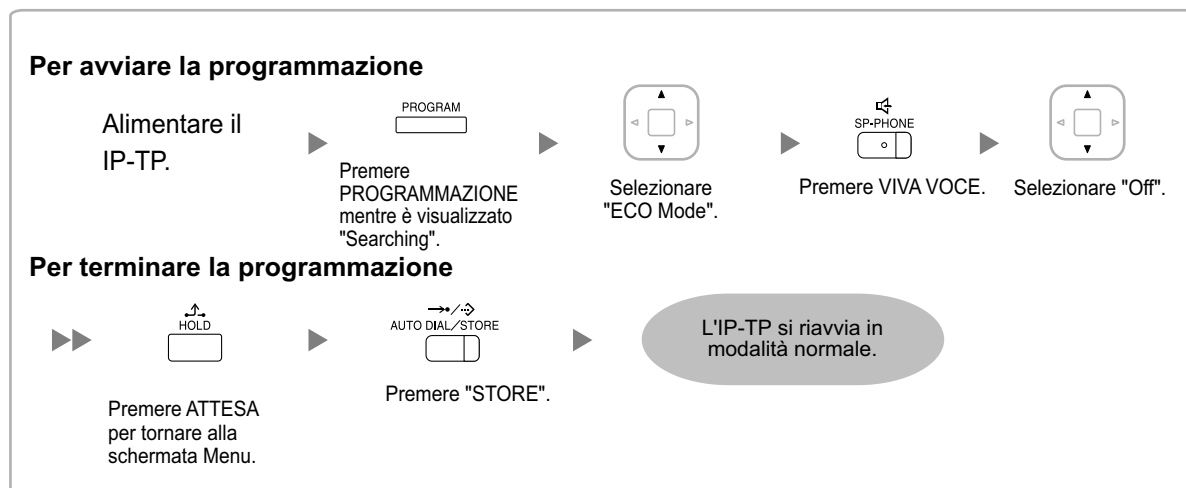 Per avviare la programmazione
Alimentare il
IP-TP.
PROGRAM
Premere
PROGRAMMAZIONE
mentre è visualizzato
"Searching".
Selezionare
"ECO Mode".
SP-PHONE
Premere VIVA VOCE.
Selezionare "Off".
Per terminare la programmazione
HOLD
Premere ATTESA
per tornare alla
schermata Menu.
AUTO DIAL/STORE
Premere "STORE".
L'IP-TP si riavvia in
modalità normale.